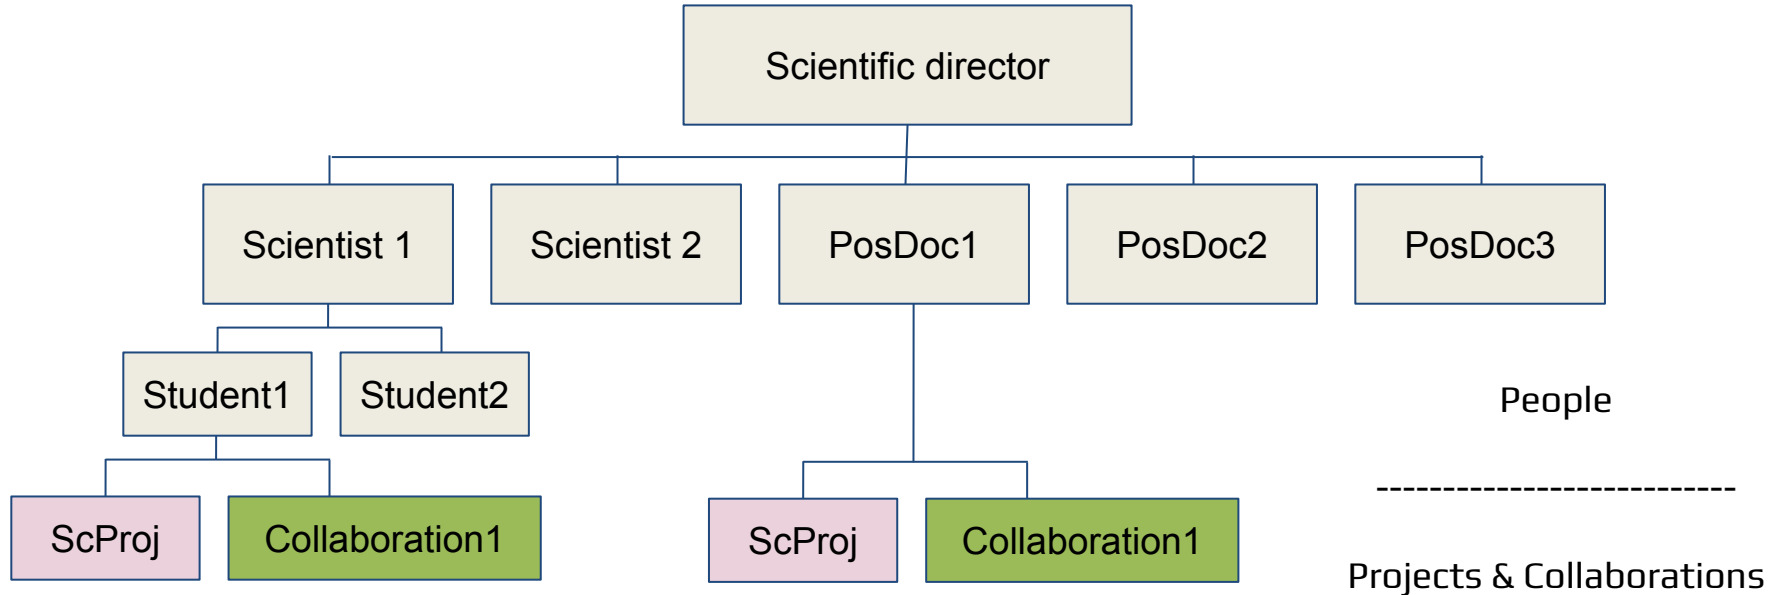 Scientific director
Scientist 1
Scientist 2
PosDoc1
PosDoc2
PosDoc3
Student1
Student2
People
---------------------------
ScProj
Collaboration1
ScProj
Collaboration1
Projects & Collaborations